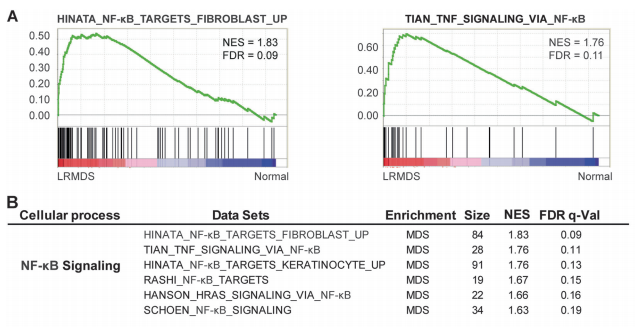 A
HINATA_NF-κB_TARGETS_FIBROBLAST_UP
0.50
0.40
0.30
0.20
0.10
0.00
NES = 1.83
FDR = 0.09
LRMDS Normal
TIAN_TNF_SIGNALING_VIA_NF-κB
0.60
0.40
0.20
0.00
NES = 1.76
FDR = 0.11
LRMDS Normal
B
Cellular process Data Sets Enrichment Size NES FDR q-Val
NF-κB Signaling
HINATA_NF-κB_TARGETS_FIBROBLAST_UP MDS 84 1.83 0.09
TIAN_TNF_SIGNALING_VIA_NF-κB MDS 28 1.76 0.11
HINATA_NF-κB_TARGETS_KERATINOCYTE_UP MDS 91 1.76 0.13
RASHI_NF-κB_TARGETS MDS 19 1.67 0.15
HANSON_HRAS_SIGNALING_VIA_NF-κB MDS 22 1.66 0.16
SCHOEN_NF-κB_SIGNALING MDS 34 1.63 0.19